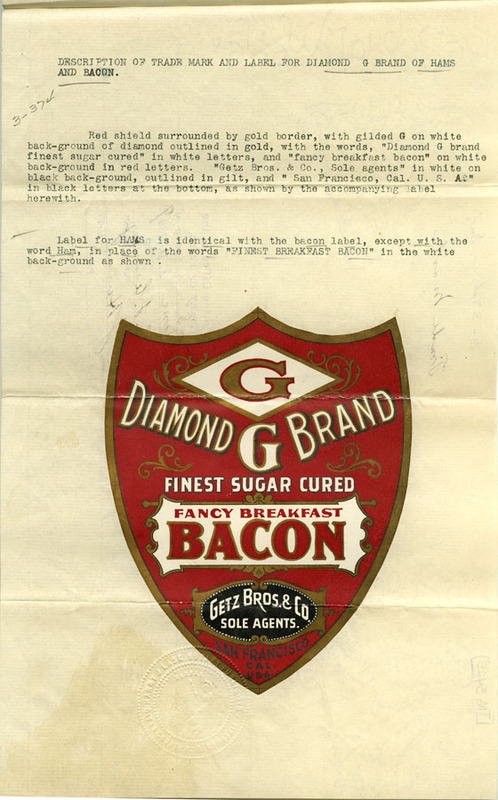 DESCRIPTION OF TRADE MARK AND LABEL FOR DIAMOND G BRAND OF HAMS
AND BACON.
3-374
Red shield surrounded by gold border, with gilded G on white
back-ground of diamond outlined in gold, with the words, "Diamond G brand
finest sugar cured" in white letters, and "fancy breakfast bacon" on white
back-ground in red letters. "Getz Bros. & Co., Sole agents" in white on
black back-ground, outlined in gilt, and " San Francisco, Cal. U. S. A."
in black letters at the bottom, as shown by the accompanying label
herewith.
Label for HAMS is identical with the bacon label, except with the
word Ham, in place of the words "FINEST BREAKFAST BACON" in the white
back-ground as shown .
G
DIAMOND G BRAND
FINEST SUGAR CURED
FANCY BREAKFAST
BACON
GETZ BROS. & CO
SOLE AGENTS.
SAN FRANCISCO
CAL
USA